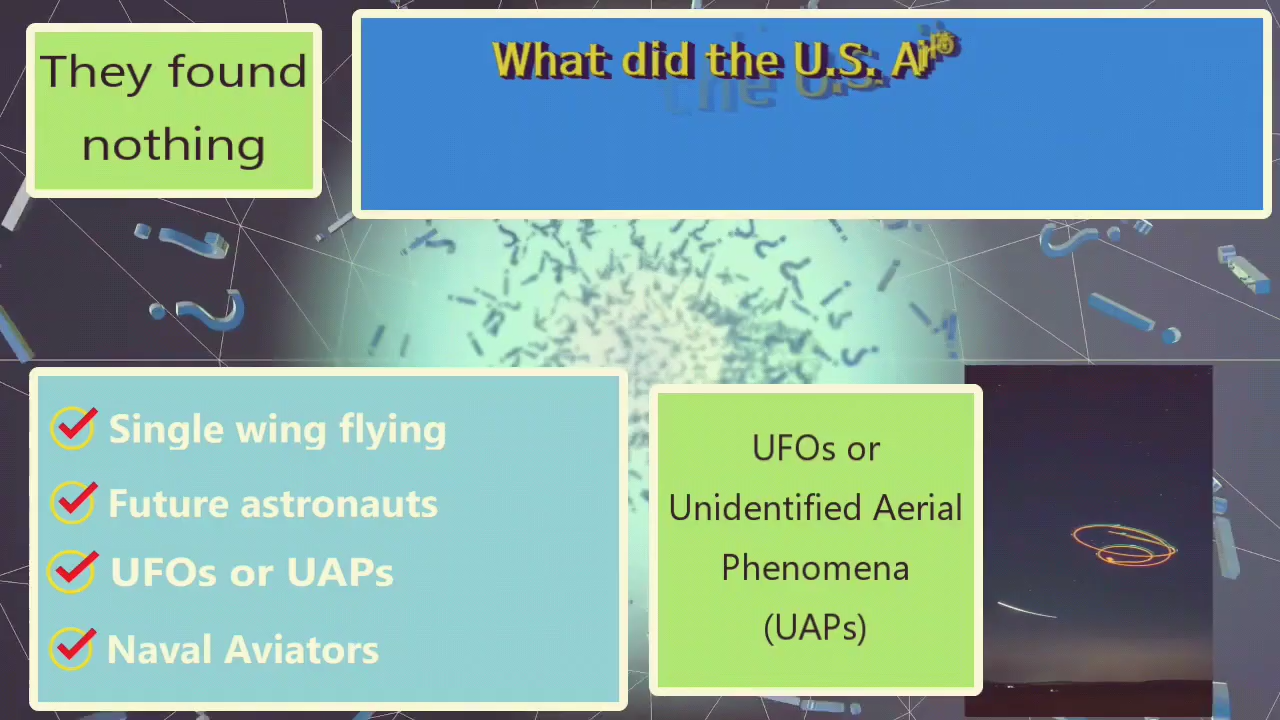 They found
nothing
What did the U.S.
Single wing flying
Future astronauts
UFOs or UAPs
Naval Aviators
UFOs or
Unidentified Aerial
Phenomena
(UAPs)